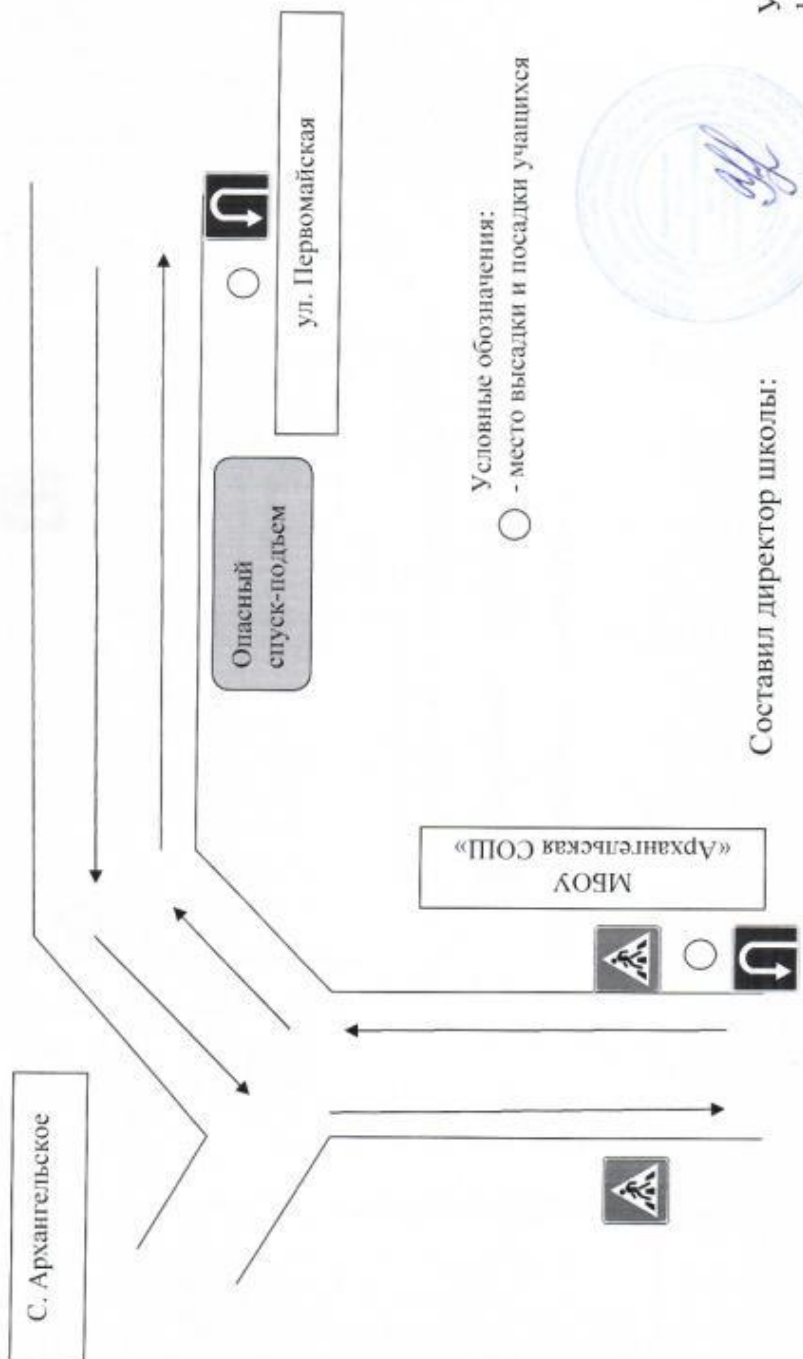 С. Архангельское
ул. Первомайская
Опасный
спуск-подъем
МБОУ
«Архангельская СОШ»
Условные обозначения:
- место высадки и посадки учащихся
Составил директор школы: